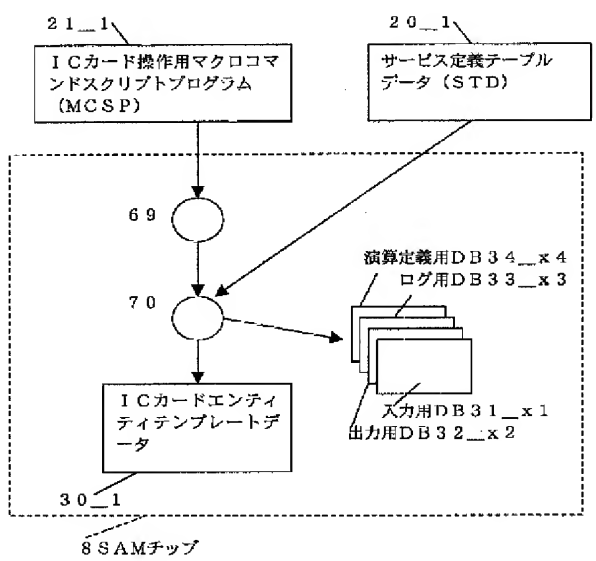 ２１＿１
ＩＣカード操作用マクロコマ
ンドスクリプトプログラム
（ＭＣＳＰ）
２０＿１
サービス定義テーブル
データ（ＳＴＤ）
６９
７０
演算定義用ＤＢ３４＿ｘ４
ログ用ＤＢ３３＿ｘ３
入力用ＤＢ３１＿ｘ１
出力用ＤＢ３２＿ｘ２
ＩＣカードエンティ
ティテンプレートデ
ータ
３０＿１
８ＳＡＭチップ